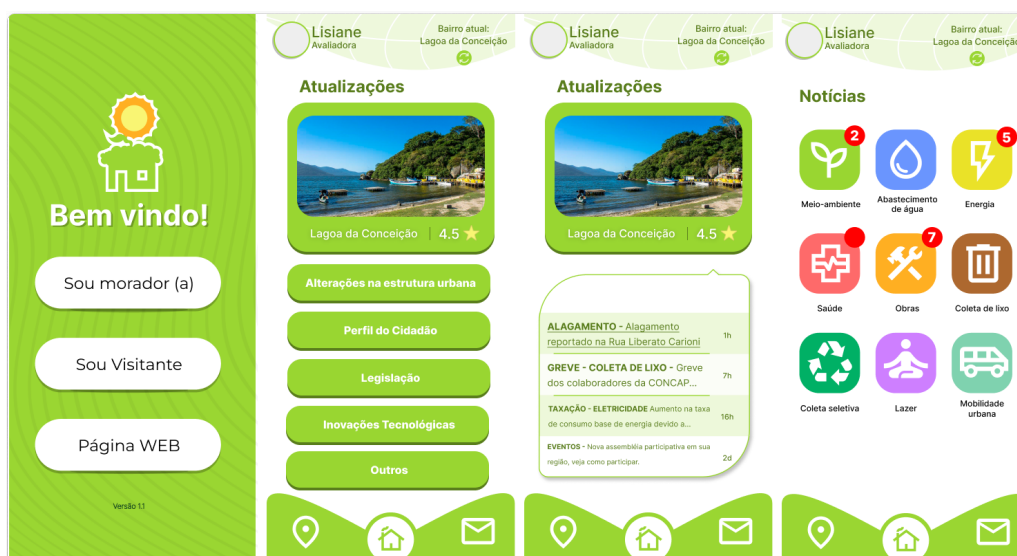 Bem vindo!
Sou morador (a)
Sou Visitante
Página WEB
Versão 1.1
Lisiane
Avaliadora
Bairro atual:
Lagoa da Conceição
Atualizações
Lagoa da Conceição | 4.5
Alterações na estrutura urbana
Perfil do Cidadão
Legislação
Inovações Tecnológicas
Outros
Lisiane
Avaliadora
Bairro atual:
Lagoa da Conceição
Atualizações
Lagoa da Conceição | 4.5
ALAGAMENTO - Alagamento
reportado na Rua Liberato Carioni
1h
GREVE - COLETA DE LIXO - Greve
dos colaboradores da CONCAP...
7h
TAXAÇÃO - ELETRICIDADE Aumento na taxa
de consumo base de energia devido a...
16h
EVENTOS - Nova assembléia participativa em sua
região, veja como participar.
2d
Lisiane
Avaliadora
Bairro atual:
Lagoa da Conceição
Notícias
2
5
Meio-ambiente
Abastecimento
de água
Energia
7
Saúde
Obras
Coleta de lixo
Coleta seletiva
Lazer
Mobilidade
urbana